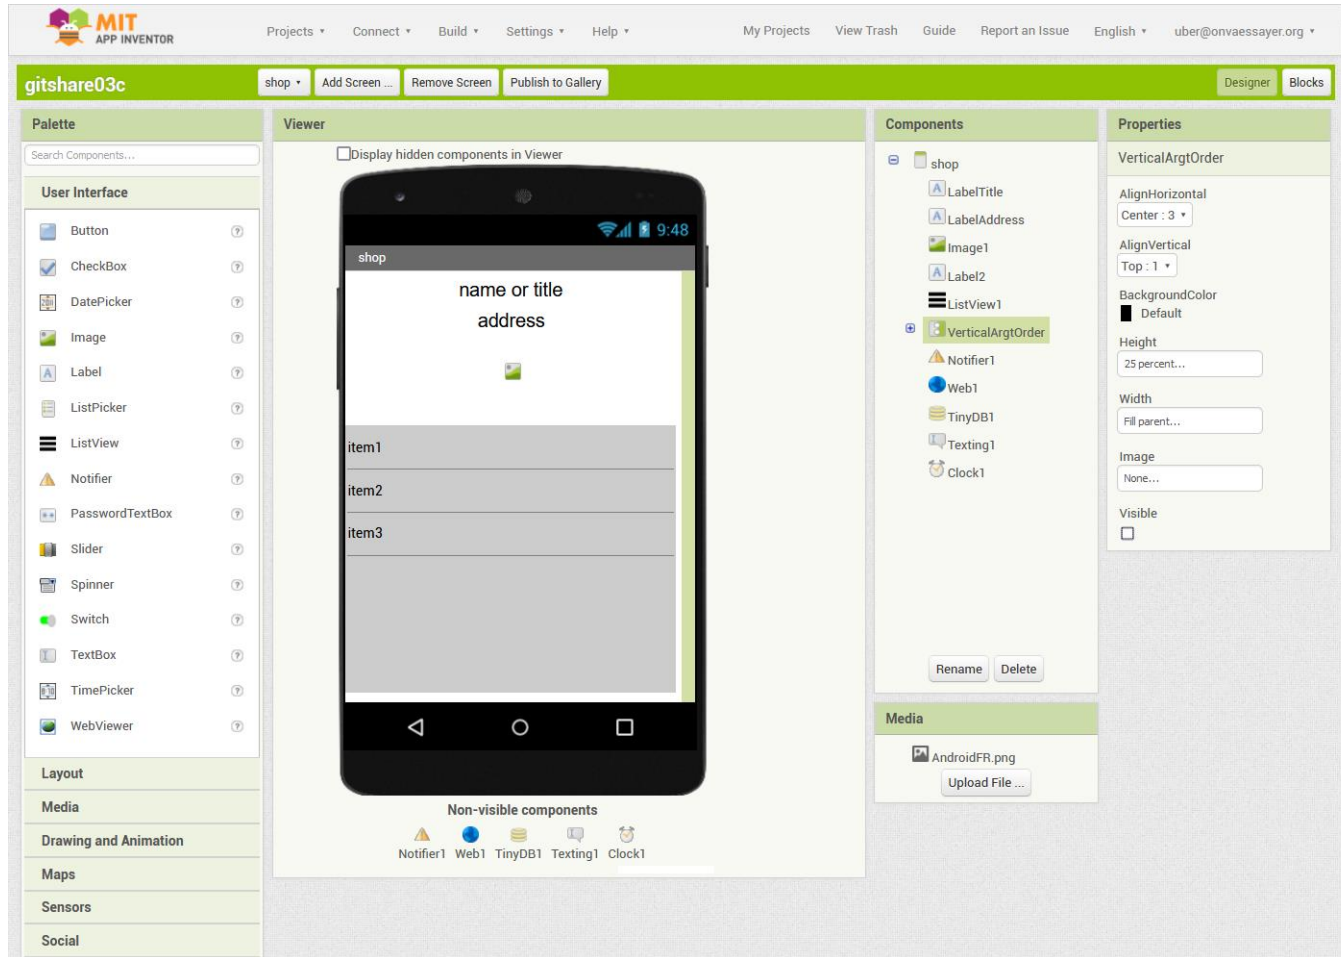 MIT
APP INVENTOR
Projects Connect Build Settings Help My Projects View Trash Guide Report an Issue English uber@onvaessayer.org
gitshare03c shop Add Screen ... Remove Screen Publish to Gallery Designer Blocks
Palette
Search Components...
User Interface
Button
CheckBox
DatePicker
Image
Label
ListPicker
ListView
Notifier
PasswordTextBox
Slider
Spinner
Switch
TextBox
TimePicker
WebViewer
Layout
Media
Drawing and Animation
Maps
Sensors
Social
Viewer
Display hidden components in Viewer
9:48
shop
name or title
address
item1
item2
item3
Non-visible components
Notifier1 Web1 TinyDB1 Texting1 Clock1
Components
shop
LabelTitle
LabelAddress
Image1
Label2
ListView1
VerticalArgtOrder
Notifier1
Web1
TinyDB1
Texting1
Clock1
Rename Delete
Media
AndroidFR.png
Upload File ...
Properties
VerticalArgtOrder
AlignHorizontal
Center : 3
AlignVertical
Top : 1
BackgroundColor
Default
Height
25 percent...
Width
Fill parent...
Image
None...
Visible